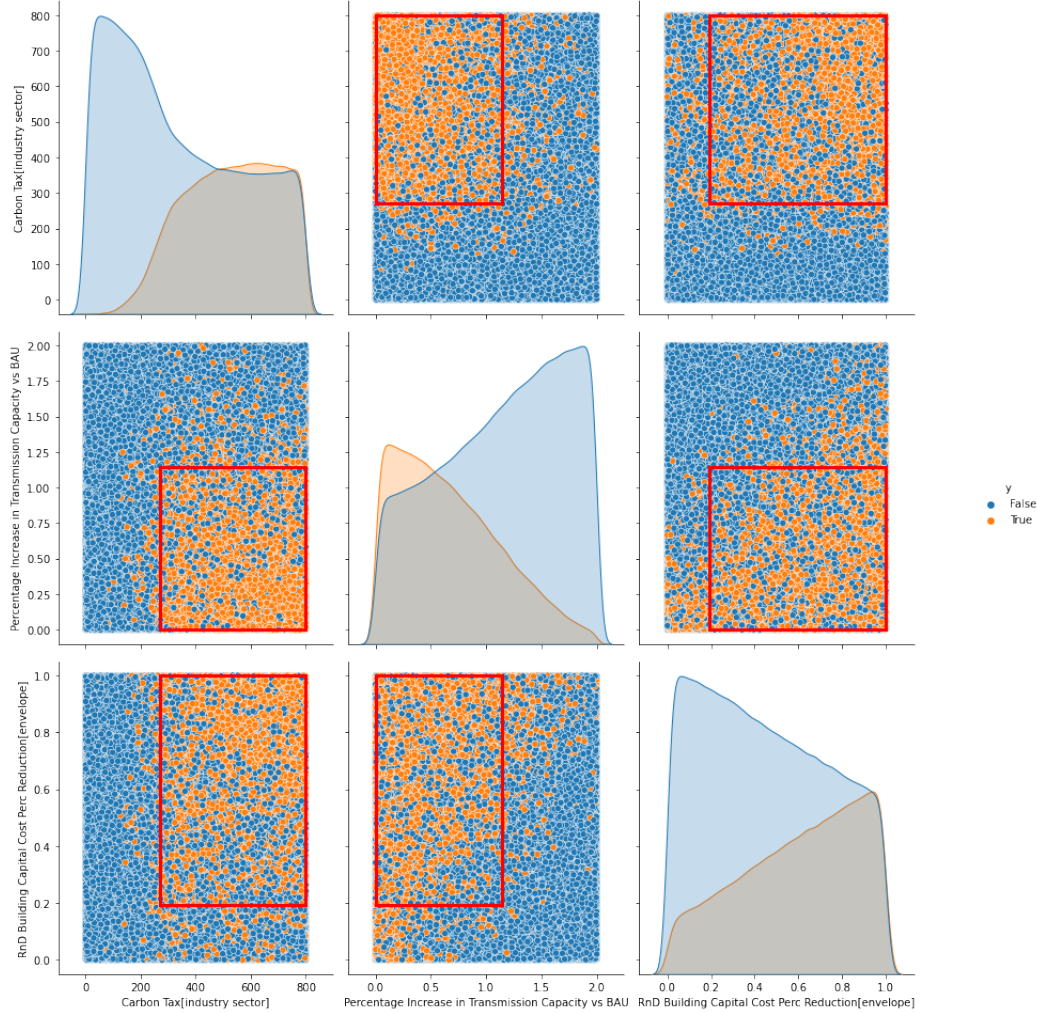 Carbon Tax[industry sector]
800
700
600
500
400
300
200
100
0
Percentage Increase in Transmission Capacity vs BAU
2.00
1.75
1.50
1.25
1.00
0.75
0.50
0.25
0.00
y
False
True
RnD Building Capital Cost Perc Reduction[envelope]
1.0
0.8
0.6
0.4
0.2
0.0
0 200 400 600 800
0.0 0.5 1.0 1.5 2.0
0.0 0.2 0.4 0.6 0.8 1.0
Carbon Tax[industry sector]
Percentage Increase in Transmission Capacity vs BAU
RnD Building Capital Cost Perc Reduction[envelope]